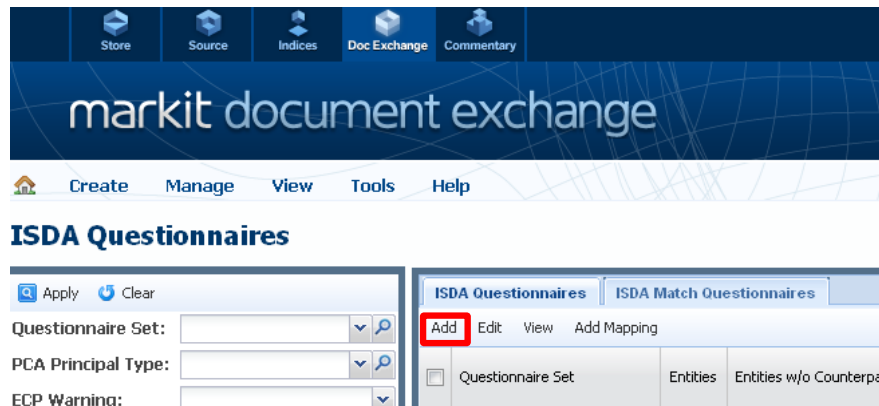 Store Source Indices Doc Exchange Commentary
markit document exchange
Create Manage View Tools Help
ISDA Questionnaires
Apply Clear
Questionnaire Set:
PCA Principal Type:
ECP Warning:
ISDA Questionnaires ISDA Match Questionnaires
Add Edit View Add Mapping
Questionnaire Set Entities Entities w/o Counterpa